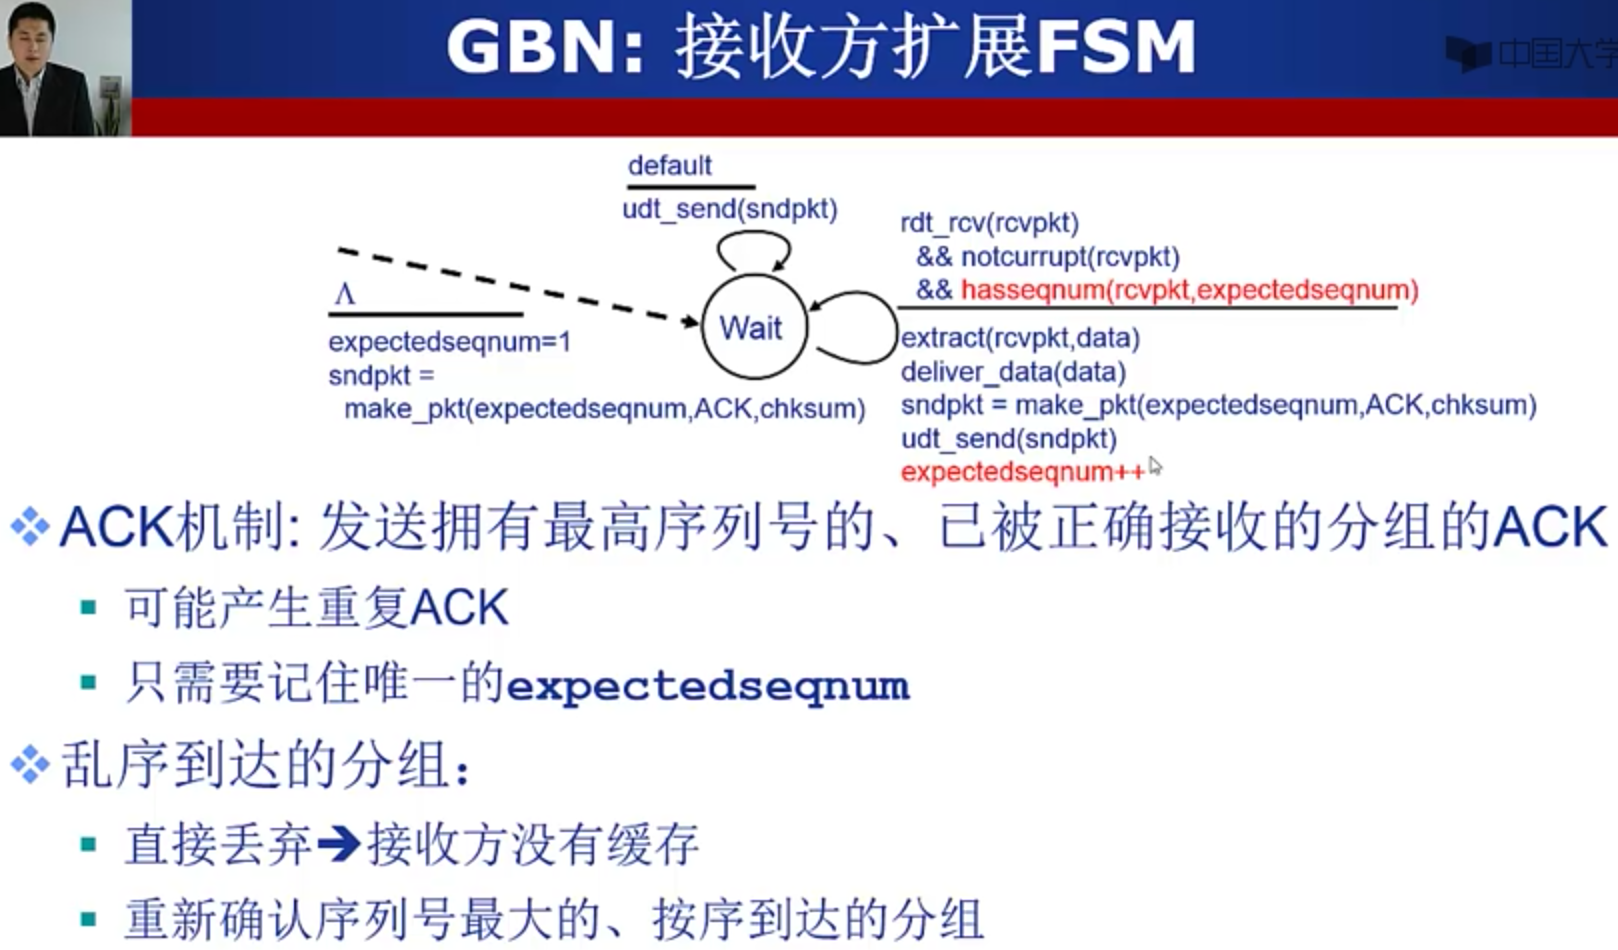 GBN: 接收方扩展FSM
中国大学
default
udt_send(sndpkt)
rdt_rcv(rcvpkt)
&& notcurrupt(rcvpkt)
&& hasseqnum(rcvpkt,expectedseqnum)
Λ
expectedseqnum=1
sndpkt =
make_pkt(expectedseqnum,ACK,chksum)
Wait
extract(rcvpkt,data)
deliver_data(data)
sndpkt = make_pkt(expectedseqnum,ACK,chksum)
udt_send(sndpkt)
expectedseqnum++
ACK机制: 发送拥有最高序列号的、已被正确接收的分组的ACK
可能产生重复ACK
只需要记住唯一的expectedseqnum
乱序到达的分组：
直接丢弃➔接收方没有缓存
重新确认序列号最大的、按序到达的分组